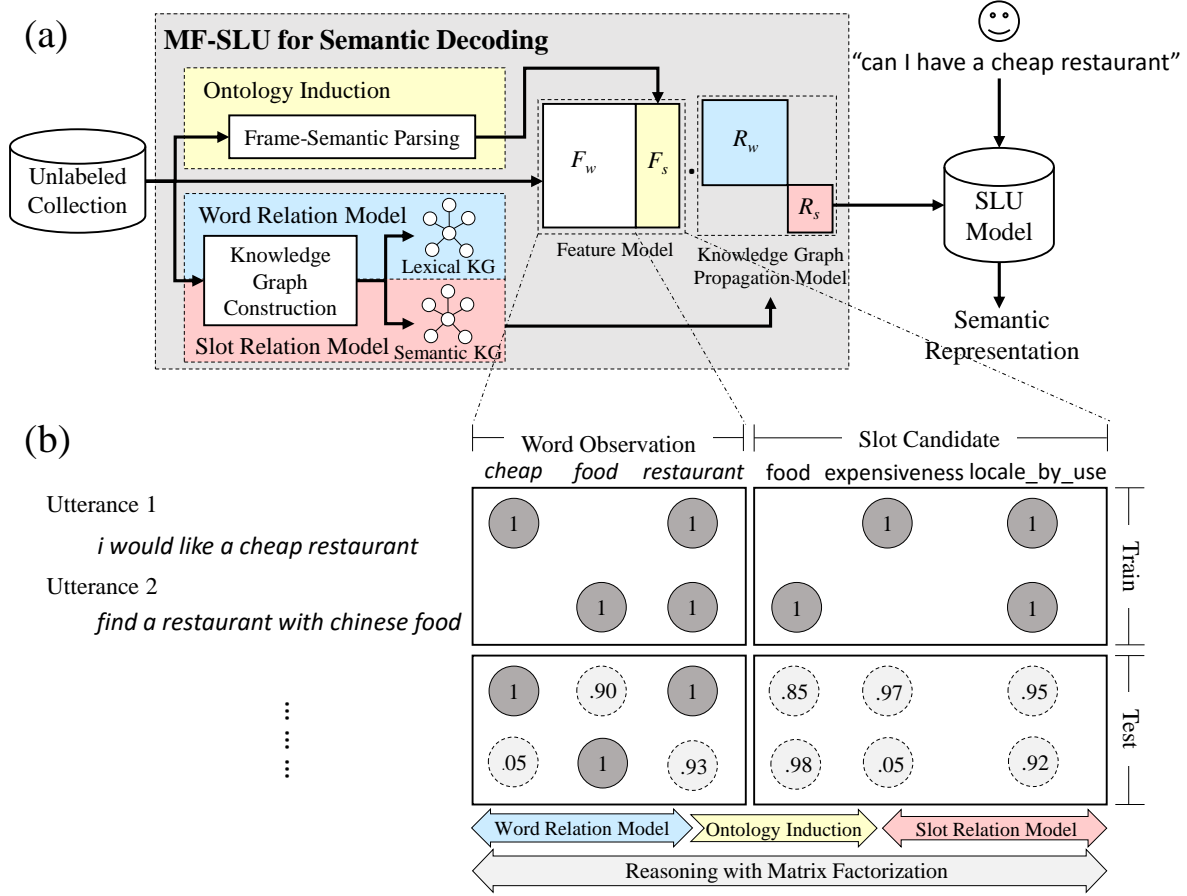 (a)
MF-SLU for Semantic Decoding
Ontology Induction
Frame-Semantic Parsing
Unlabeled
Collection
Word Relation Model
Knowledge
Graph
Construction
Lexical KG
Slot Relation Model
Semantic KG
F_w
F_s
.
R_w
R_s
Feature Model
Knowledge Graph
Propagation Model
“can I have a cheap restaurant”
SLU
Model
Semantic
Representation
(b)
Word Observation
Slot Candidate
cheap food restaurant
food expensiveness locale_by_use
Utterance 1
i would like a cheap restaurant
1 1 1 1
Utterance 2
find a restaurant with chinese food
1 1 1 1
Train
1 .90 1 .85 .97 .95
.05 1 .93 .98 .05 .92
Test
Word Relation Model
Ontology Induction
Slot Relation Model
Reasoning with Matrix Factorization